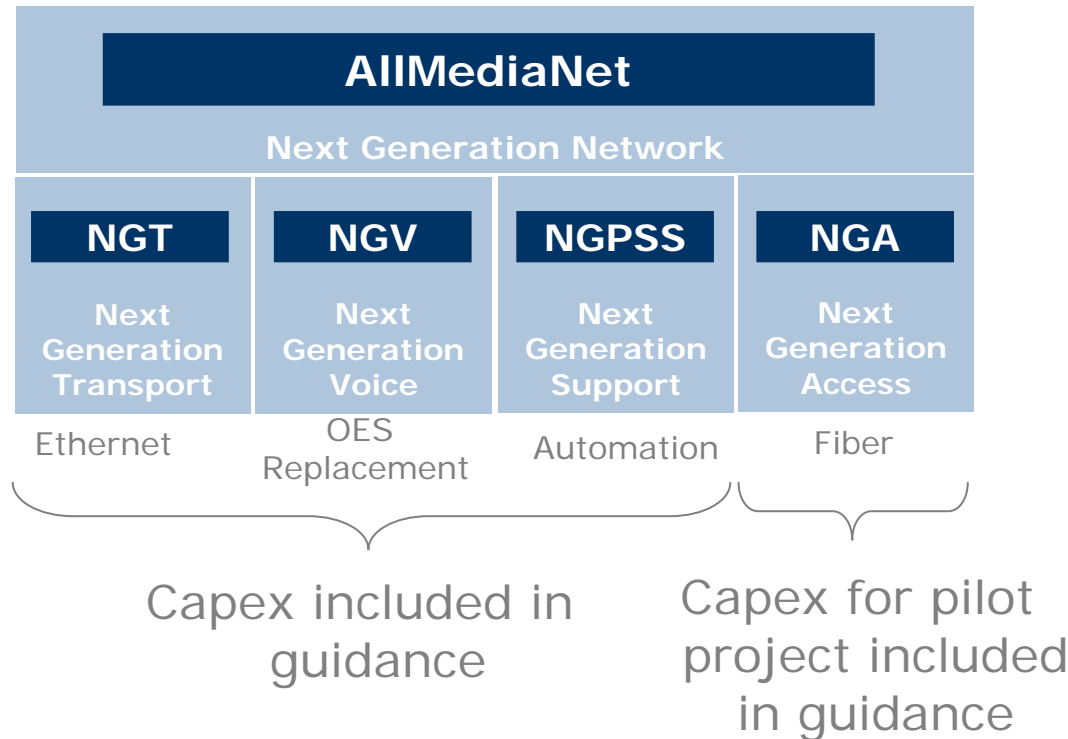 AllMediaNet
Next Generation Network
NGT
Next
Generation
Transport
NGV
Next
Generation
Voice
NGPSS
Next
Generation
Support
NGA
Next
Generation
Access
Ethernet
OES
Replacement
Automation
Fiber
Capex included in
guidance
Capex for pilot
project included
in guidance